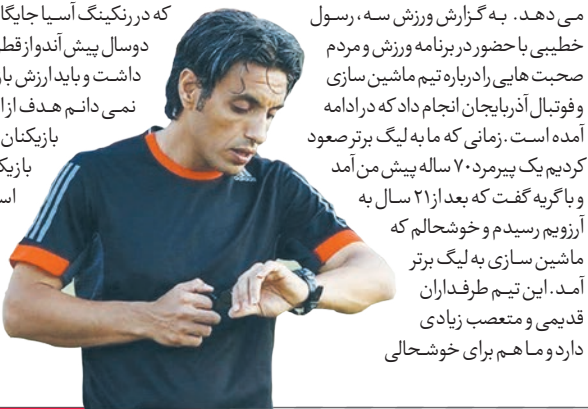 می دهد. به گزارش ورزش سه، رسول
خطیبی با حضور در برنامه ورزش و مردم
صحبت هایی را درباره تیم ماشین سازی
و فوتبال آذربایجان انجام داد که در ادامه
آمده است. زمانی که ما به لیگ برتر صعود
کردیم یک پیرمرد ۷۰ ساله پیش من آمد
و با گریه گفت که بعد از ۲۱ سال به
آرزویم رسیدم و خوشحالم که
ماشین سازی به لیگ برتر
آمد. این تیم طرفداران
قدیمی و متعصب زیادی
دارد و ما هم برای خوشحالی
که در رنکینگ آسیا جایگا
دوسال پیش آندو از قطر
داشت و باید ارزش با
نمی دانم هدف از ا
بازیکنان
بازیک
اس